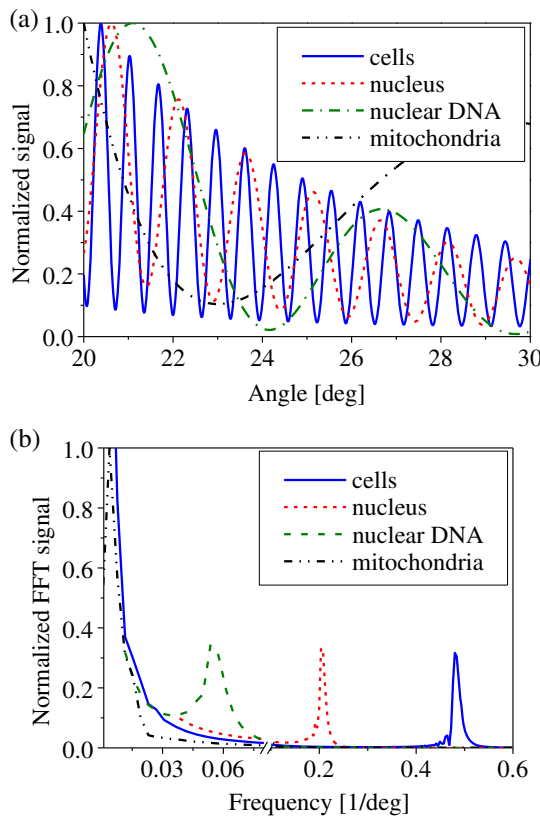 (a)
1.0
0.8
0.6
0.4
0.2
0.0
Normalized signal
cells
nucleus
nuclear DNA
mitochondria
20
22
24
26
28
30
Angle [deg]
(b)
1.0
0.8
0.6
0.4
0.2
0.0
Normalized FFT signal
cells
nucleus
nuclear DNA
mitochondria
0.03
0.06
0.2
0.4
0.6
Frequency [1/deg]